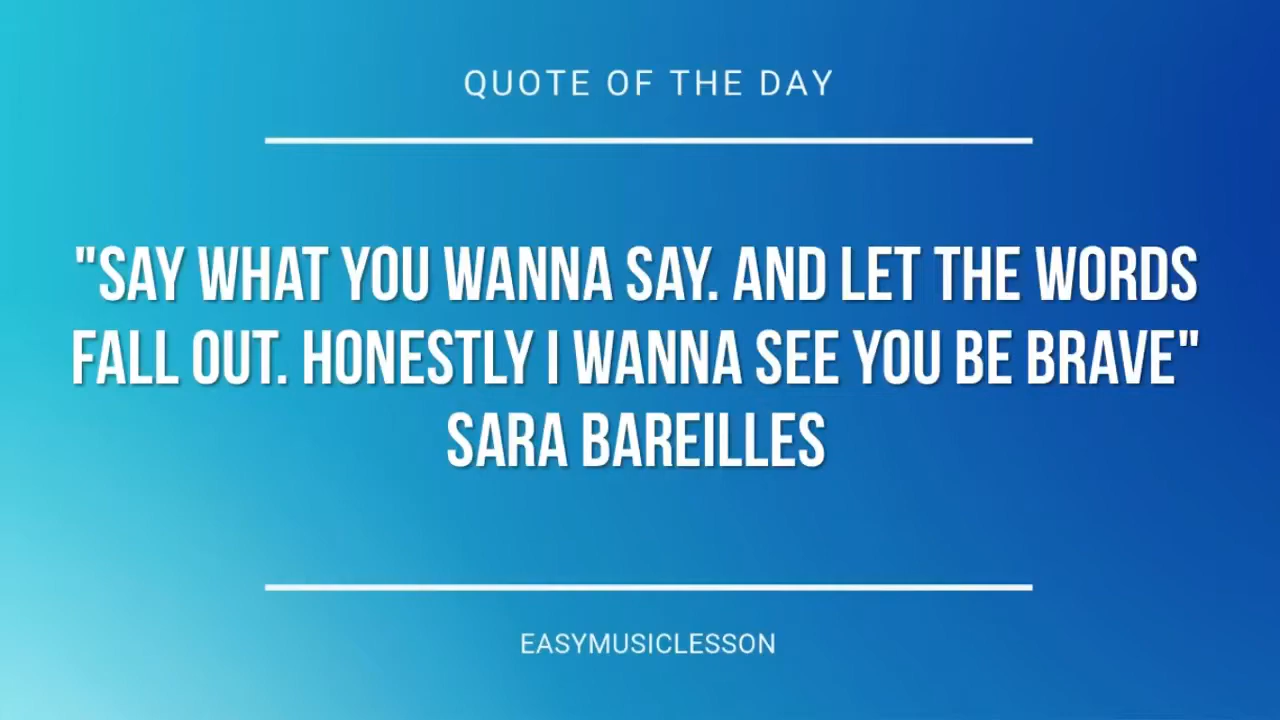 QUOTE OF THE DAY
"SAY WHAT YOU WANNA SAY. AND LET THE WORDS
FALL OUT. HONESTLY I WANNA SEE YOU BE BRAVE"
SARA BAREILLES
EASYMUSICLESSON